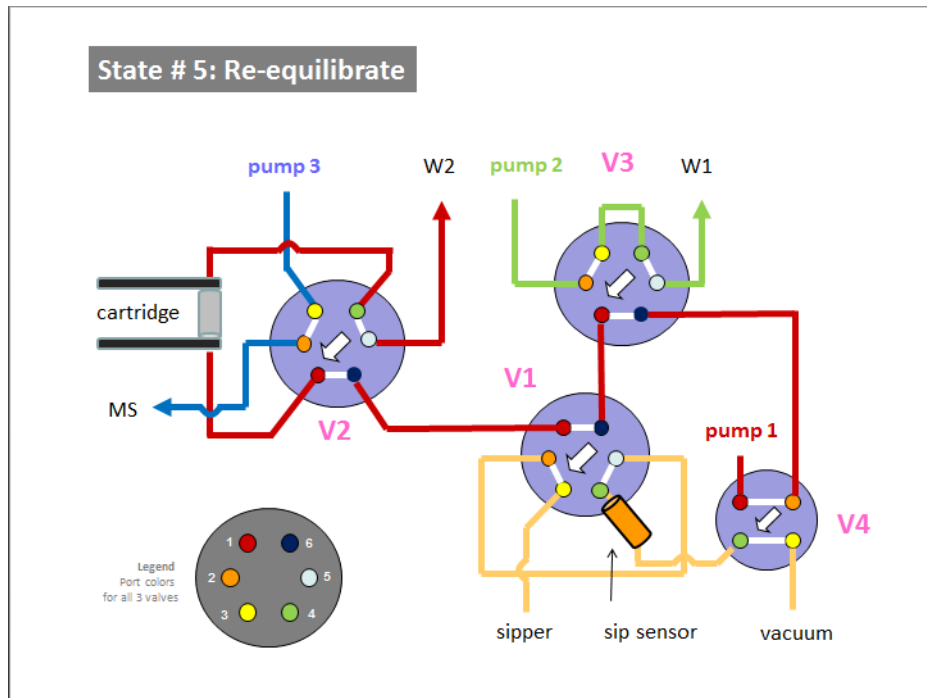 State # 5: Re-equilibrate
pump 3
W2
pump 2
V3
W1
cartridge
MS
V2
V1
pump 1
V4
Legend
Port colors
for all 3 valves
1
6
2
5
3
4
sipper
sip sensor
vacuum